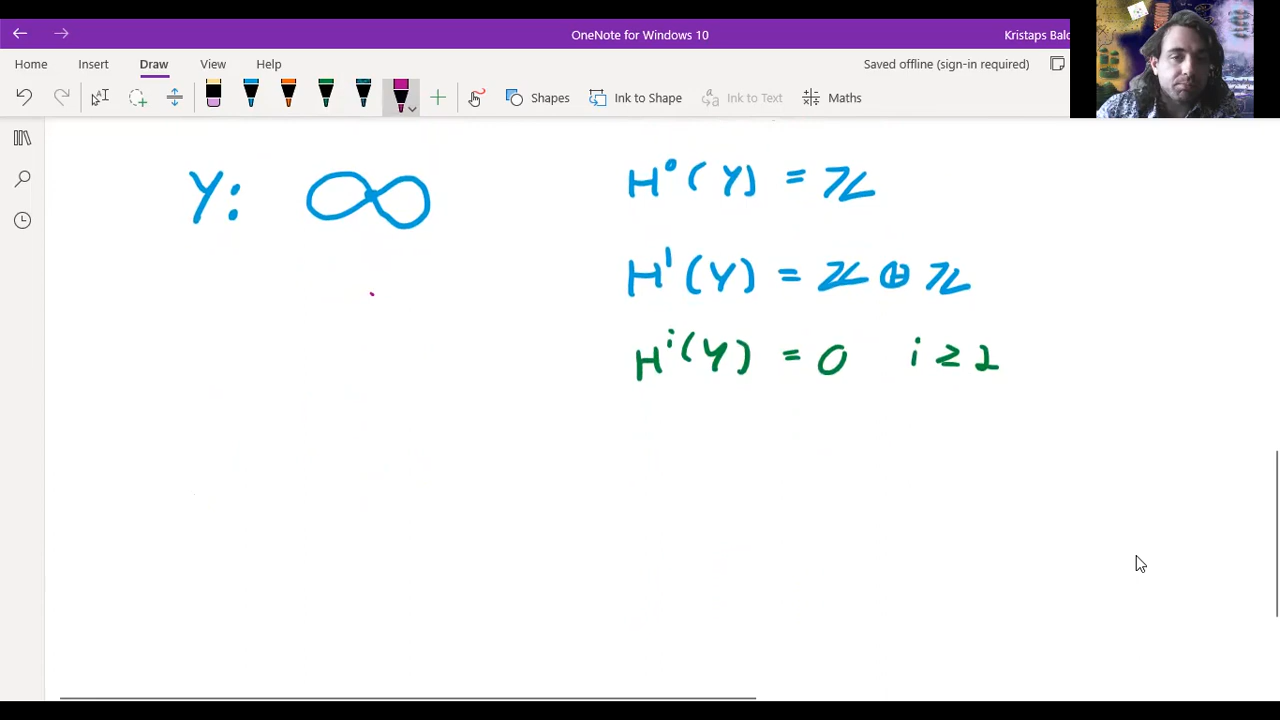 OneNote for Windows 10
Kristaps Balo
Home Insert Draw View Help
Saved offline (sign-in required)
Shapes Ink to Shape Ink to Text Maths
Y:
H⁰(Y) = ℤ
H¹(Y) = ℤ ⊕ ℤ
Hⁱ(Y) = 0 i ≥ 2